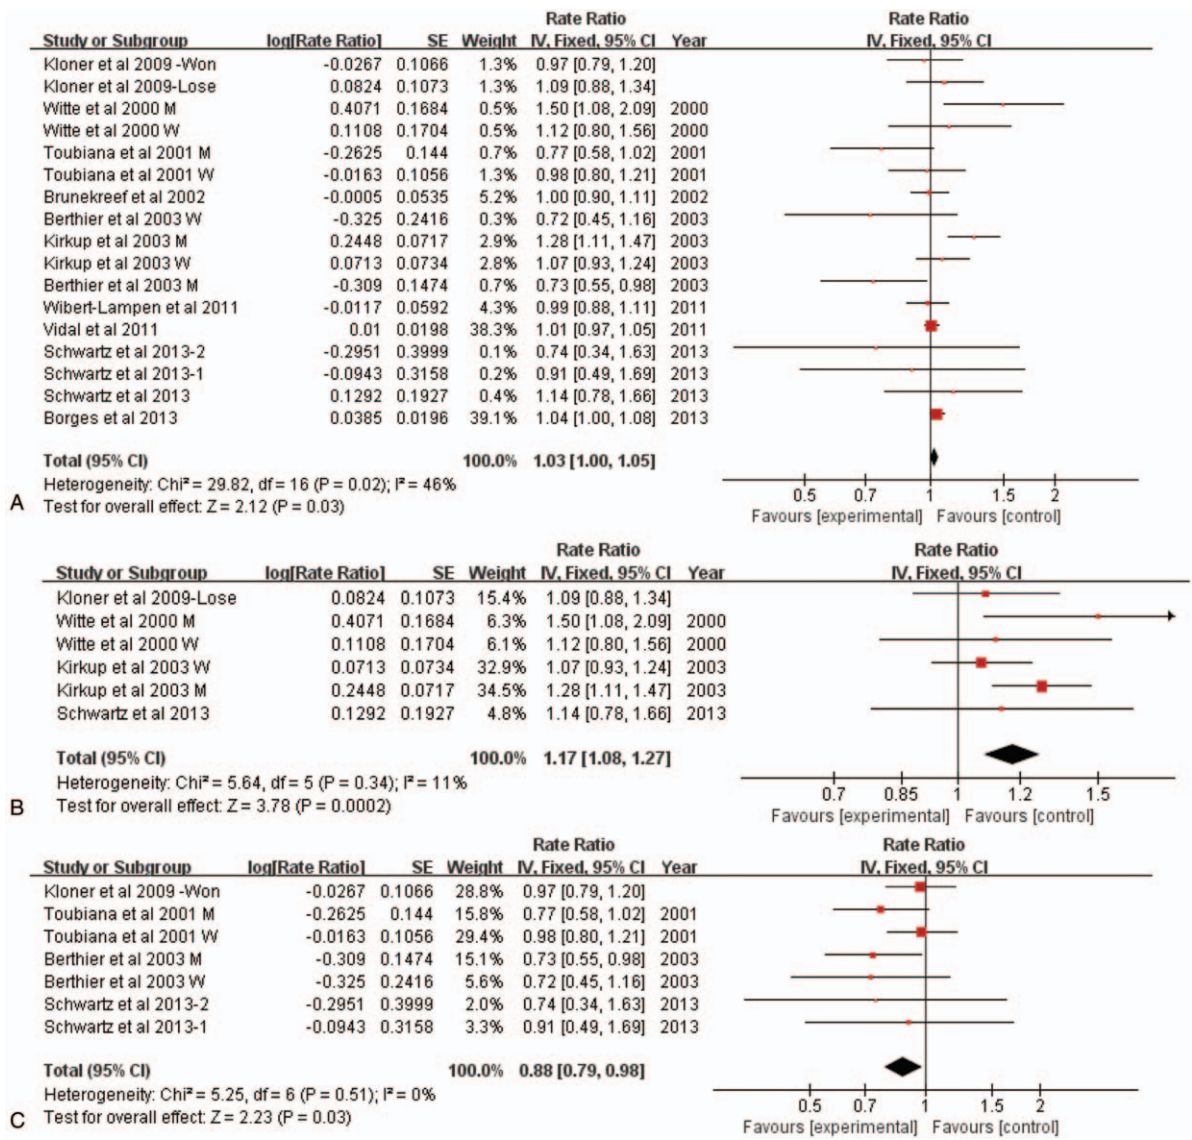 Rate Ratio Rate Ratio
Study or Subgroup log[Rate Ratio] SE Weight IV, Fixed, 95% CI Year IV, Fixed, 95% CI
Kloner et al 2009 -Won -0.0267 0.1066 1.3% 0.97 [0.79, 1.20]
Kloner et al 2009-Lose 0.0824 0.1073 1.3% 1.09 [0.88, 1.34]
Witte et al 2000 M 0.4071 0.1684 0.5% 1.50 [1.08, 2.09] 2000
Witte et al 2000 W 0.1108 0.1704 0.5% 1.12 [0.80, 1.56] 2000
Toubiana et al 2001 M -0.2625 0.144 0.7% 0.77 [0.58, 1.02] 2001
Toubiana et al 2001 W -0.0163 0.1056 1.3% 0.98 [0.80, 1.21] 2001
Brunekreef et al 2002 -0.0005 0.0535 5.2% 1.00 [0.90, 1.11] 2002
Berthier et al 2003 W -0.325 0.2416 0.3% 0.72 [0.45, 1.16] 2003
Kirkup et al 2003 M 0.2448 0.0717 2.9% 1.28 [1.11, 1.47] 2003
Kirkup et al 2003 W 0.0713 0.0734 2.8% 1.07 [0.93, 1.24] 2003
Berthier et al 2003 M -0.309 0.1474 0.7% 0.73 [0.55, 0.98] 2003
Wibert-Lampen et al 2011 -0.0117 0.0592 4.3% 0.99 [0.88, 1.11] 2011
Vidal et al 2011 0.01 0.0198 38.3% 1.01 [0.97, 1.05] 2011
Schwartz et al 2013-2 -0.2951 0.3999 0.1% 0.74 [0.34, 1.63] 2013
Schwartz et al 2013-1 -0.0943 0.3158 0.2% 0.91 [0.49, 1.69] 2013
Schwartz et al 2013 0.1292 0.1927 0.4% 1.14 [0.78, 1.66] 2013
Borges et al 2013 0.0385 0.0196 39.1% 1.04 [1.00, 1.08] 2013
Total (95% CI) 100.0% 1.03 [1.00, 1.05]
Heterogeneity: Chi² = 29.82, df = 16 (P = 0.02); I² = 46%
0.5 0.7 1 1.5 2
A Test for overall effect: Z = 2.12 (P = 0.03)
Favours [experimental] Favours [control]
Rate Ratio Rate Ratio
Study or Subgroup log[Rate Ratio] SE Weight IV, Fixed, 95% CI Year IV, Fixed, 95% CI
Kloner et al 2009-Lose 0.0824 0.1073 15.4% 1.09 [0.88, 1.34]
Witte et al 2000 M 0.4071 0.1684 6.3% 1.50 [1.08, 2.09] 2000
Witte et al 2000 W 0.1108 0.1704 6.1% 1.12 [0.80, 1.56] 2000
Kirkup et al 2003 W 0.0713 0.0734 32.9% 1.07 [0.93, 1.24] 2003
Kirkup et al 2003 M 0.2448 0.0717 34.5% 1.28 [1.11, 1.47] 2003
Schwartz et al 2013 0.1292 0.1927 4.8% 1.14 [0.78, 1.66] 2013
Total (95% CI) 100.0% 1.17 [1.08, 1.27]
Heterogeneity: Chi² = 5.64, df = 5 (P = 0.34); I² = 11%
0.7 0.85 1 1.2 1.5
B Test for overall effect: Z = 3.78 (P = 0.0002)
Favours [experimental] Favours [control]
Rate Ratio Rate Ratio
Study or Subgroup log[Rate Ratio] SE Weight IV, Fixed, 95% CI Year IV, Fixed, 95% CI
Kloner et al 2009 -Won -0.0267 0.1066 28.8% 0.97 [0.79, 1.20]
Toubiana et al 2001 M -0.2625 0.144 15.8% 0.77 [0.58, 1.02] 2001
Toubiana et al 2001 W -0.0163 0.1056 29.4% 0.98 [0.80, 1.21] 2001
Berthier et al 2003 M -0.309 0.1474 15.1% 0.73 [0.55, 0.98] 2003
Berthier et al 2003 W -0.325 0.2416 5.6% 0.72 [0.45, 1.16] 2003
Schwartz et al 2013-2 -0.2951 0.3999 2.0% 0.74 [0.34, 1.63] 2013
Schwartz et al 2013-1 -0.0943 0.3158 3.3% 0.91 [0.49, 1.69] 2013
Total (95% CI) 100.0% 0.88 [0.79, 0.98]
Heterogeneity: Chi² = 5.25, df = 6 (P = 0.51); I² = 0%
0.5 0.7 1 1.5 2
C Test for overall effect: Z = 2.23 (P = 0.03)
Favours [experimental] Favours [control]